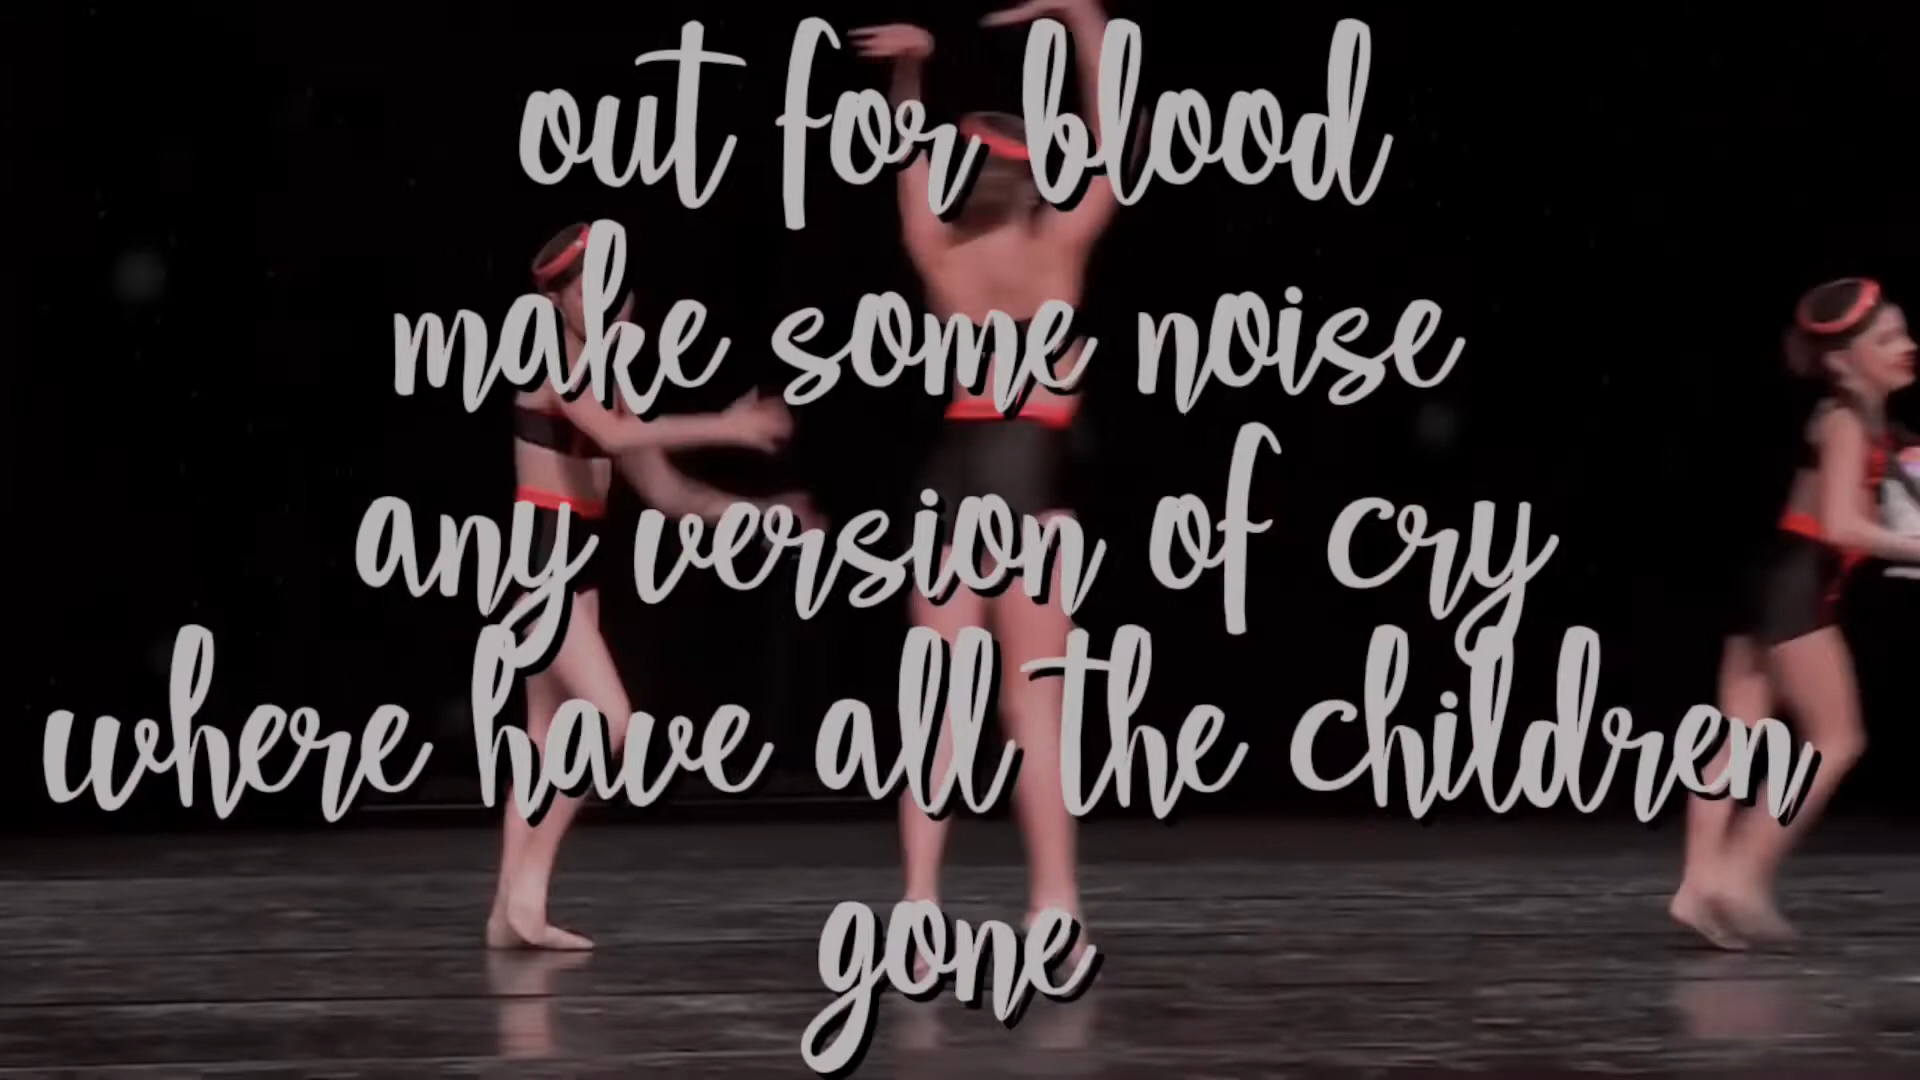 out for blood
make some noise
any version of cry
where have all the children
gone